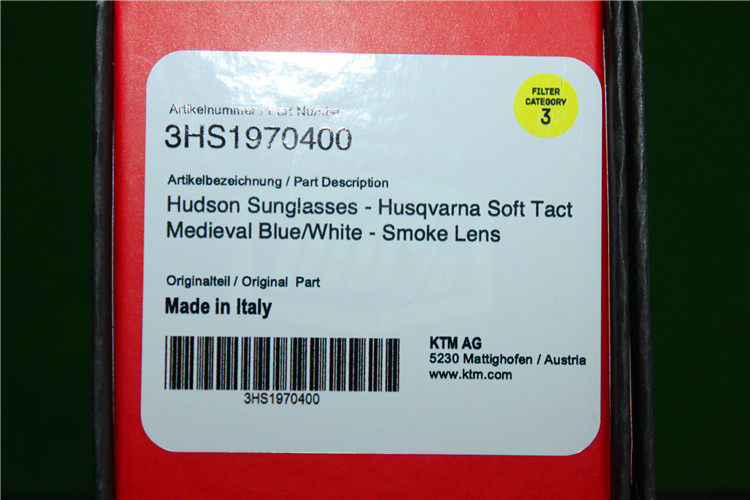 FILTER
CATEGORY
3
Artikelnummer / Part Number
3HS1970400
Artikelbezeichnung / Part Description
Hudson Sunglasses - Husqvarna Soft Tact
Medieval Blue/White - Smoke Lens
Originalteil / Original Part
Made in Italy
KTM AG
5230 Mattighofen / Austria
www.ktm.com
3HS1970400